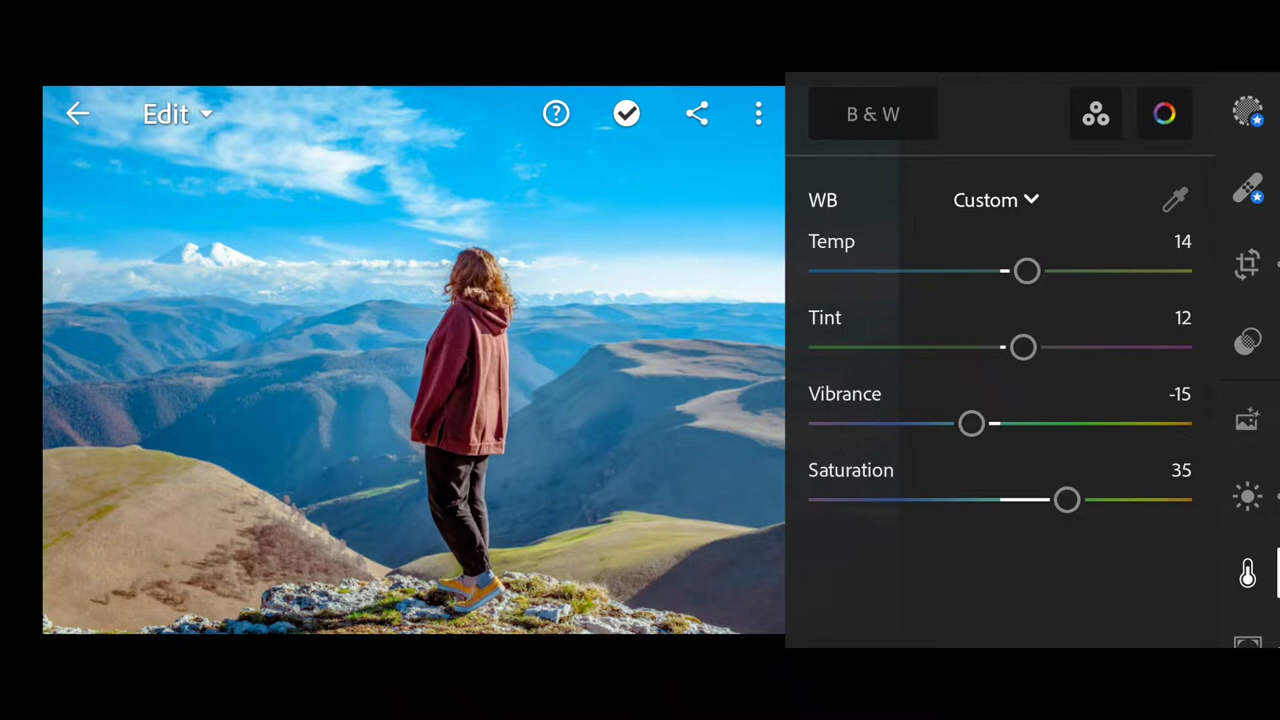 Edit
B & W
WB Custom
Temp 14
Tint 12
Vibrance -15
Saturation 35